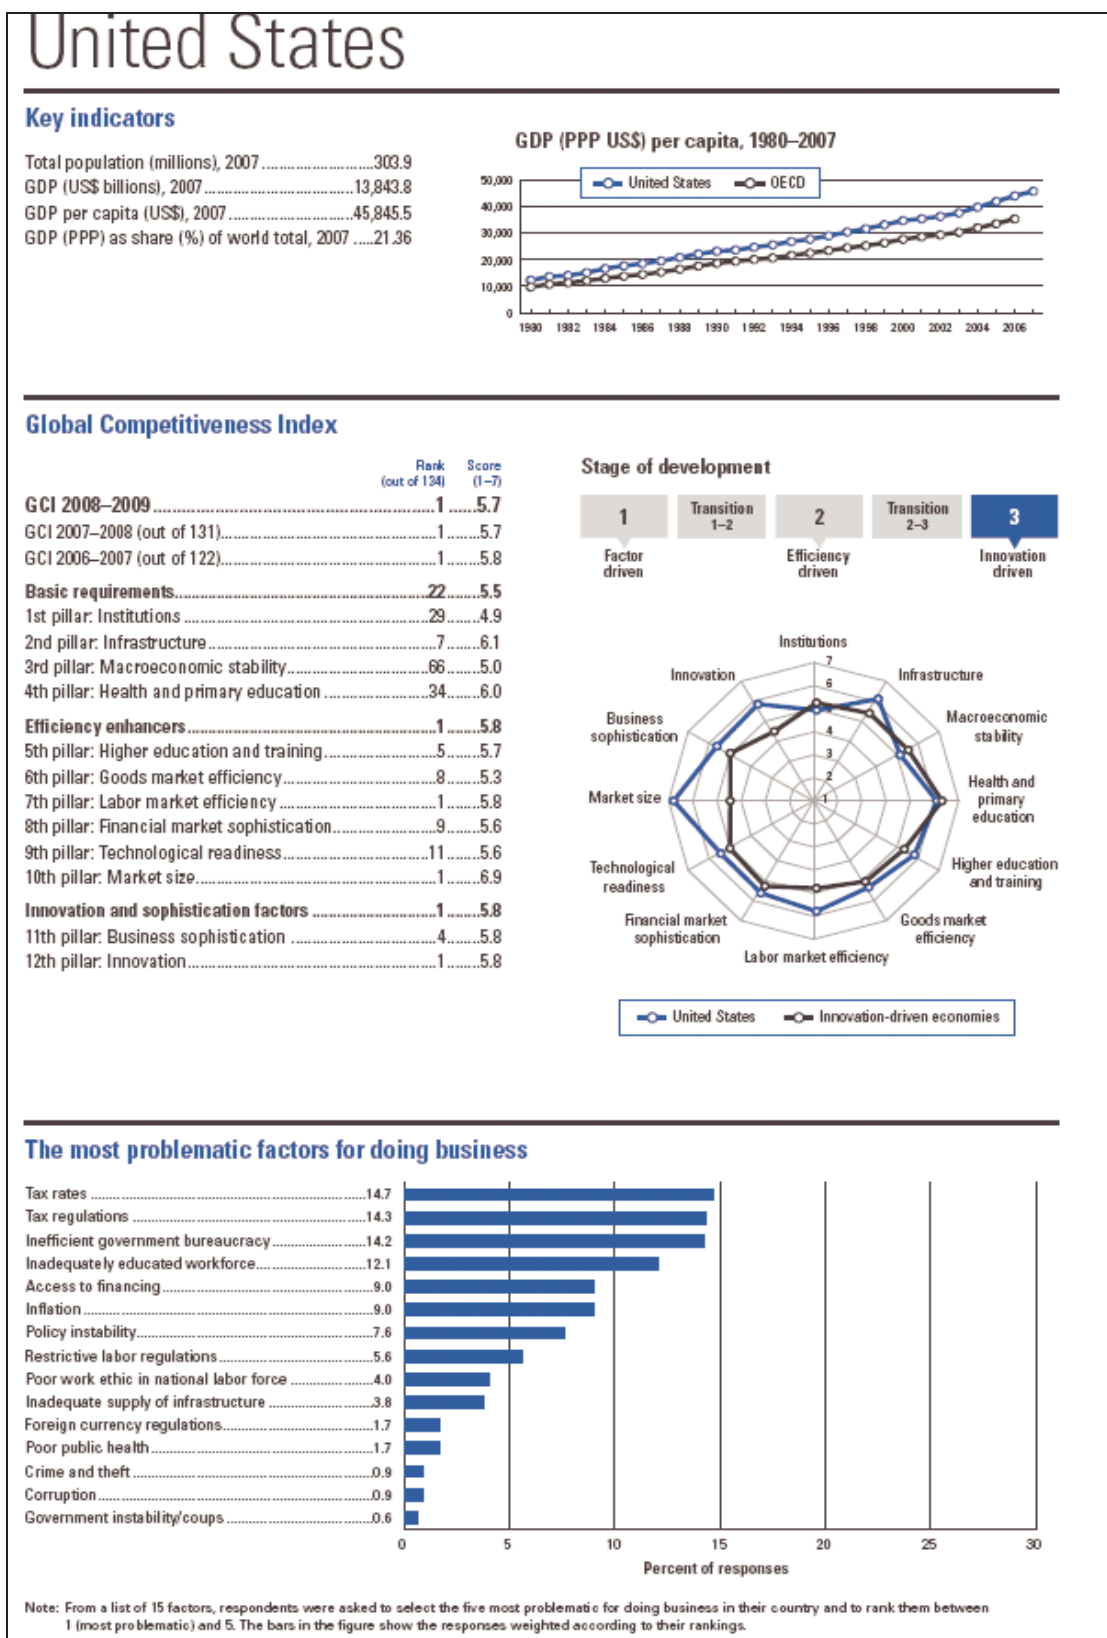 United States
Key indicators
Total population (millions), 2007 ............................303.9
GDP (US$ billions), 2007.....................................13,843.8
GDP per capita (US$), 2007...............................45,845.5
GDP (PPP) as share (%) of world total, 2007 .....21.36
GDP (PPP US$) per capita, 1980–2007
United States OECD
50,000
40,000
30,000
20,000
10,000
0
1980 1982 1984 1986 1988 1990 1992 1994 1996 1998 2000 2002 2004 2006
Global Competitiveness Index
Rank Score
(out of 134) (1–7)
GCI 2008–2009..........................................................1 ......5.7
GCI 2007–2008 (out of 131).....................................................1 ........5.7
GCI 2006–2007 (out of 122).....................................................1 ........5.8
Basic requirements.....................................................22........5.5
1st pillar: Institutions .....................................................29........4.9
2nd pillar: Infrastructure.....................................................7........6.1
3rd pillar: Macroeconomic stability..................................66........5.0
4th pillar: Health and primary education .........................34........6.0
Efficiency enhancers.....................................................1 ........5.8
5th pillar: Higher education and training............................5........5.7
6th pillar: Goods market efficiency.....................................8........5.3
7th pillar: Labor market efficiency .....................................1 ........5.8
8th pillar: Financial market sophistication.........................9........5.6
9th pillar: Technological readiness..................................11........5.6
10th pillar: Market size.....................................................1 ........6.9
Innovation and sophistication factors ...........................1 ........5.8
11th pillar: Business sophistication ...................................4........5.8
12th pillar: Innovation.....................................................1 ........5.8
Stage of development
1 Transition 1–2 2 Transition 2–3 3
Factor driven Efficiency driven Innovation driven
Institutions
Infrastructure
Macroeconomic stability
Health and primary education
Higher education and training
Goods market efficiency
Labor market efficiency
Financial market sophistication
Technological readiness
Market size
Business sophistication
Innovation
7
6
4
3
2
1
United States Innovation-driven economies
The most problematic factors for doing business
Tax rates .....................................................14.7
Tax regulations .....................................................14.3
Inefficient government bureaucracy.......................14.2
Inadequately educated workforce...........................12.1
Access to financing.....................................................9.0
Inflation.....................................................9.0
Policy instability.....................................................7.6
Restrictive labor regulations.....................................5.6
Poor work ethic in national labor force .....................4.0
Inadequate supply of infrastructure ..........................3.8
Foreign currency regulations.....................................1.7
Poor public health.....................................................1.7
Crime and theft.....................................................0.9
Corruption.....................................................0.9
Government instability/coups.....................................0.6
0 5 10 15 20 25 30
Percent of responses
Note: From a list of 15 factors, respondents were asked to select the five most problematic for doing business in their country and to rank them between
1 (most problematic) and 5. The bars in the figure show the responses weighted according to their rankings.